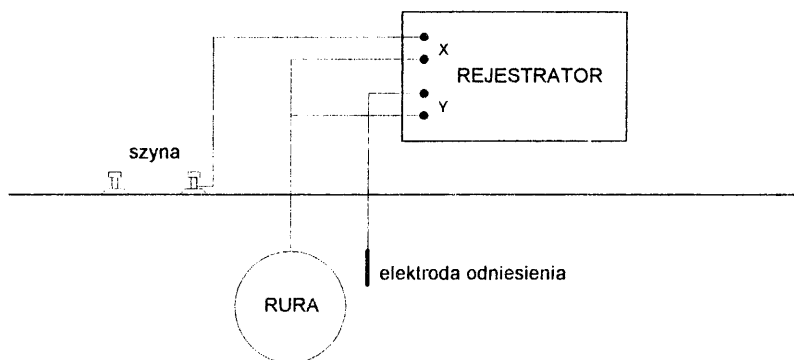 X
REJESTRATOR
Y
szyna
elektroda odniesienia
RURA